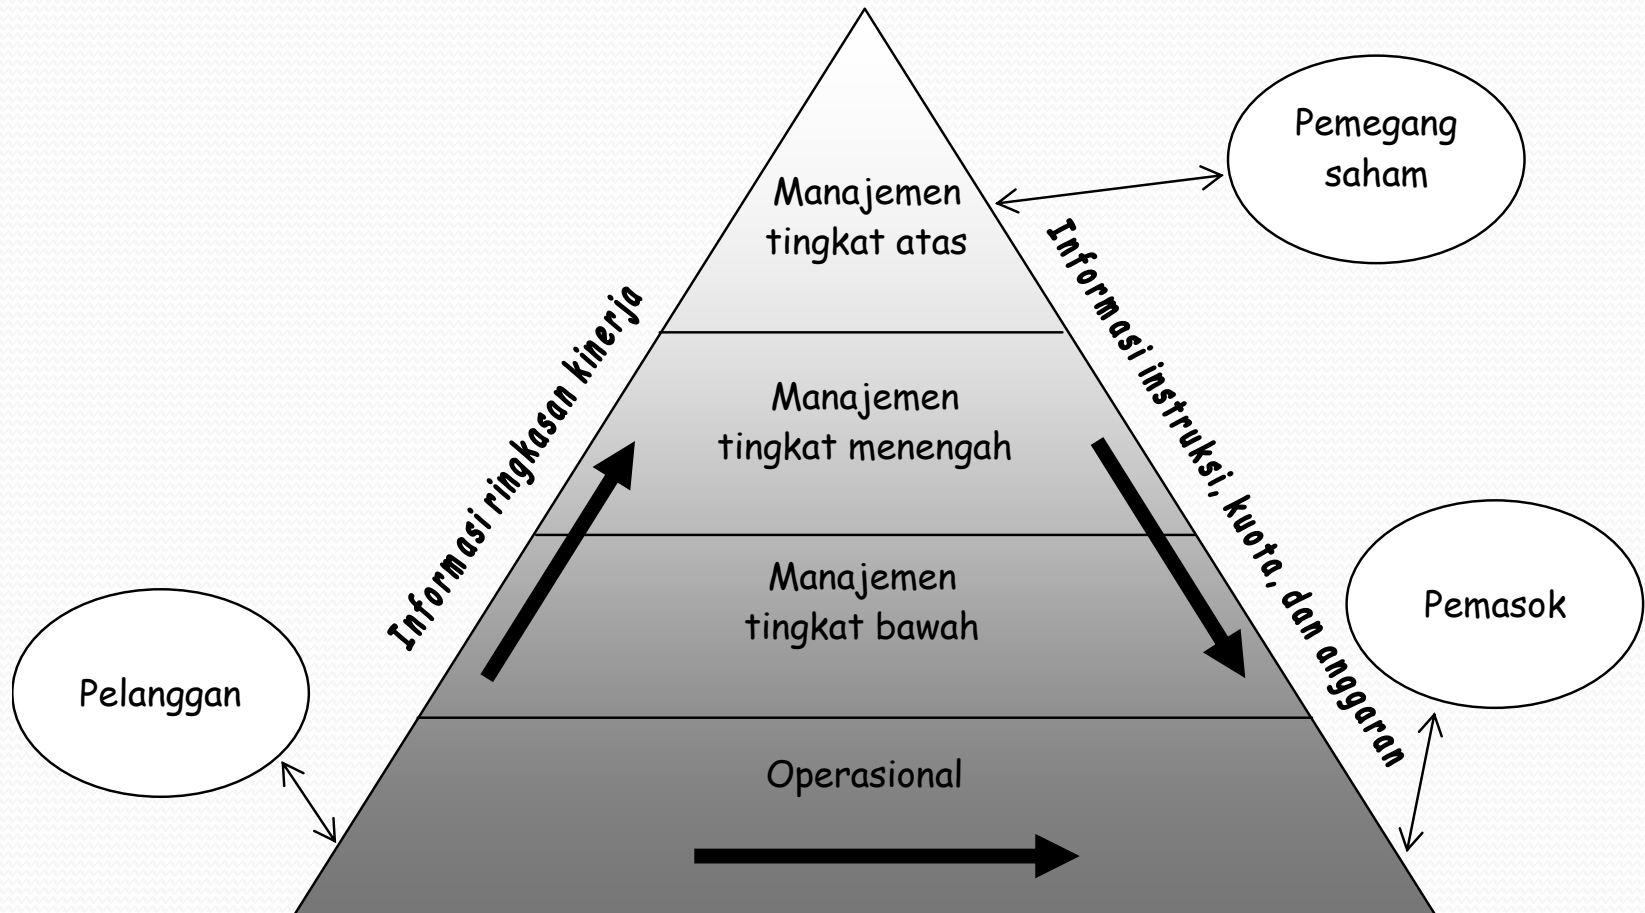 Pemegang
saham
Manajemen
tingkat atas
Informasi ringkasan kinerja
Informasi instruksi, kuota, dan anggaran
Manajemen
tingkat menengah
Manajemen
tingkat bawah
Pemasok
Pelanggan
Operasional